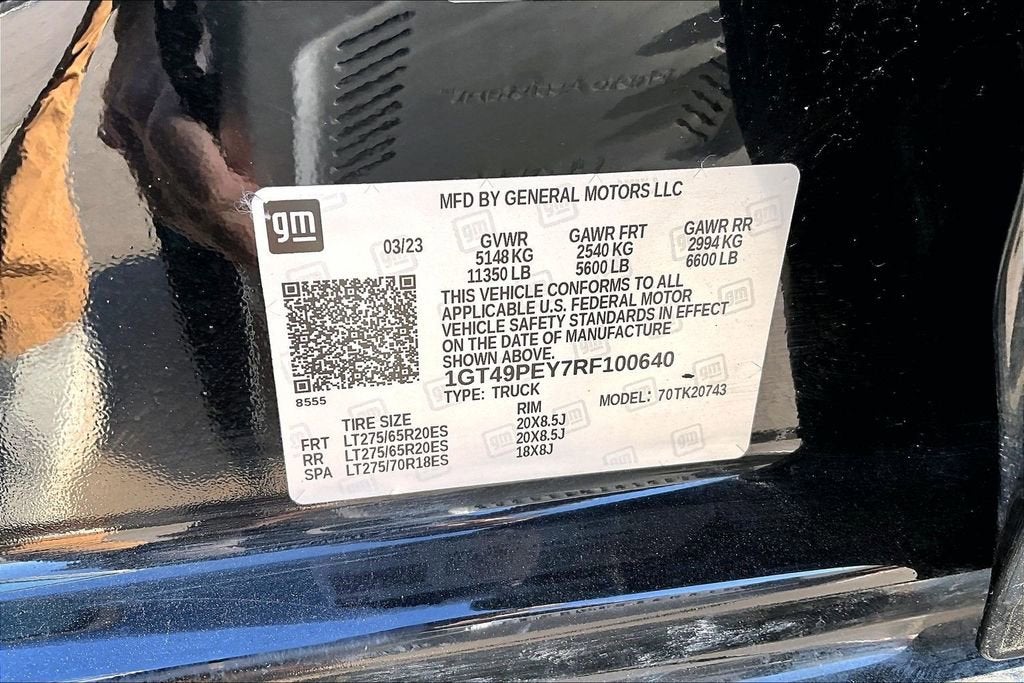 MFD BY GENERAL MOTORS LLC
gm
03/23
GVWR GAWR FRT GAWR RR
5148 KG 2540 KG 2994 KG
11350 LB 5600 LB 6600 LB
THIS VEHICLE CONFORMS TO ALL
APPLICABLE U.S. FEDERAL MOTOR
VEHICLE SAFETY STANDARDS IN EFFECT
ON THE DATE OF MANUFACTURE
SHOWN ABOVE.
1GT49PEY7RF100640
TYPE: TRUCK MODEL: 70TK20743
8555
TIRE SIZE RIM
FRT LT275/65R20ES 20X8.5J
RR LT275/65R20ES 20X8.5J
SPA LT275/70R18ES 18X8J